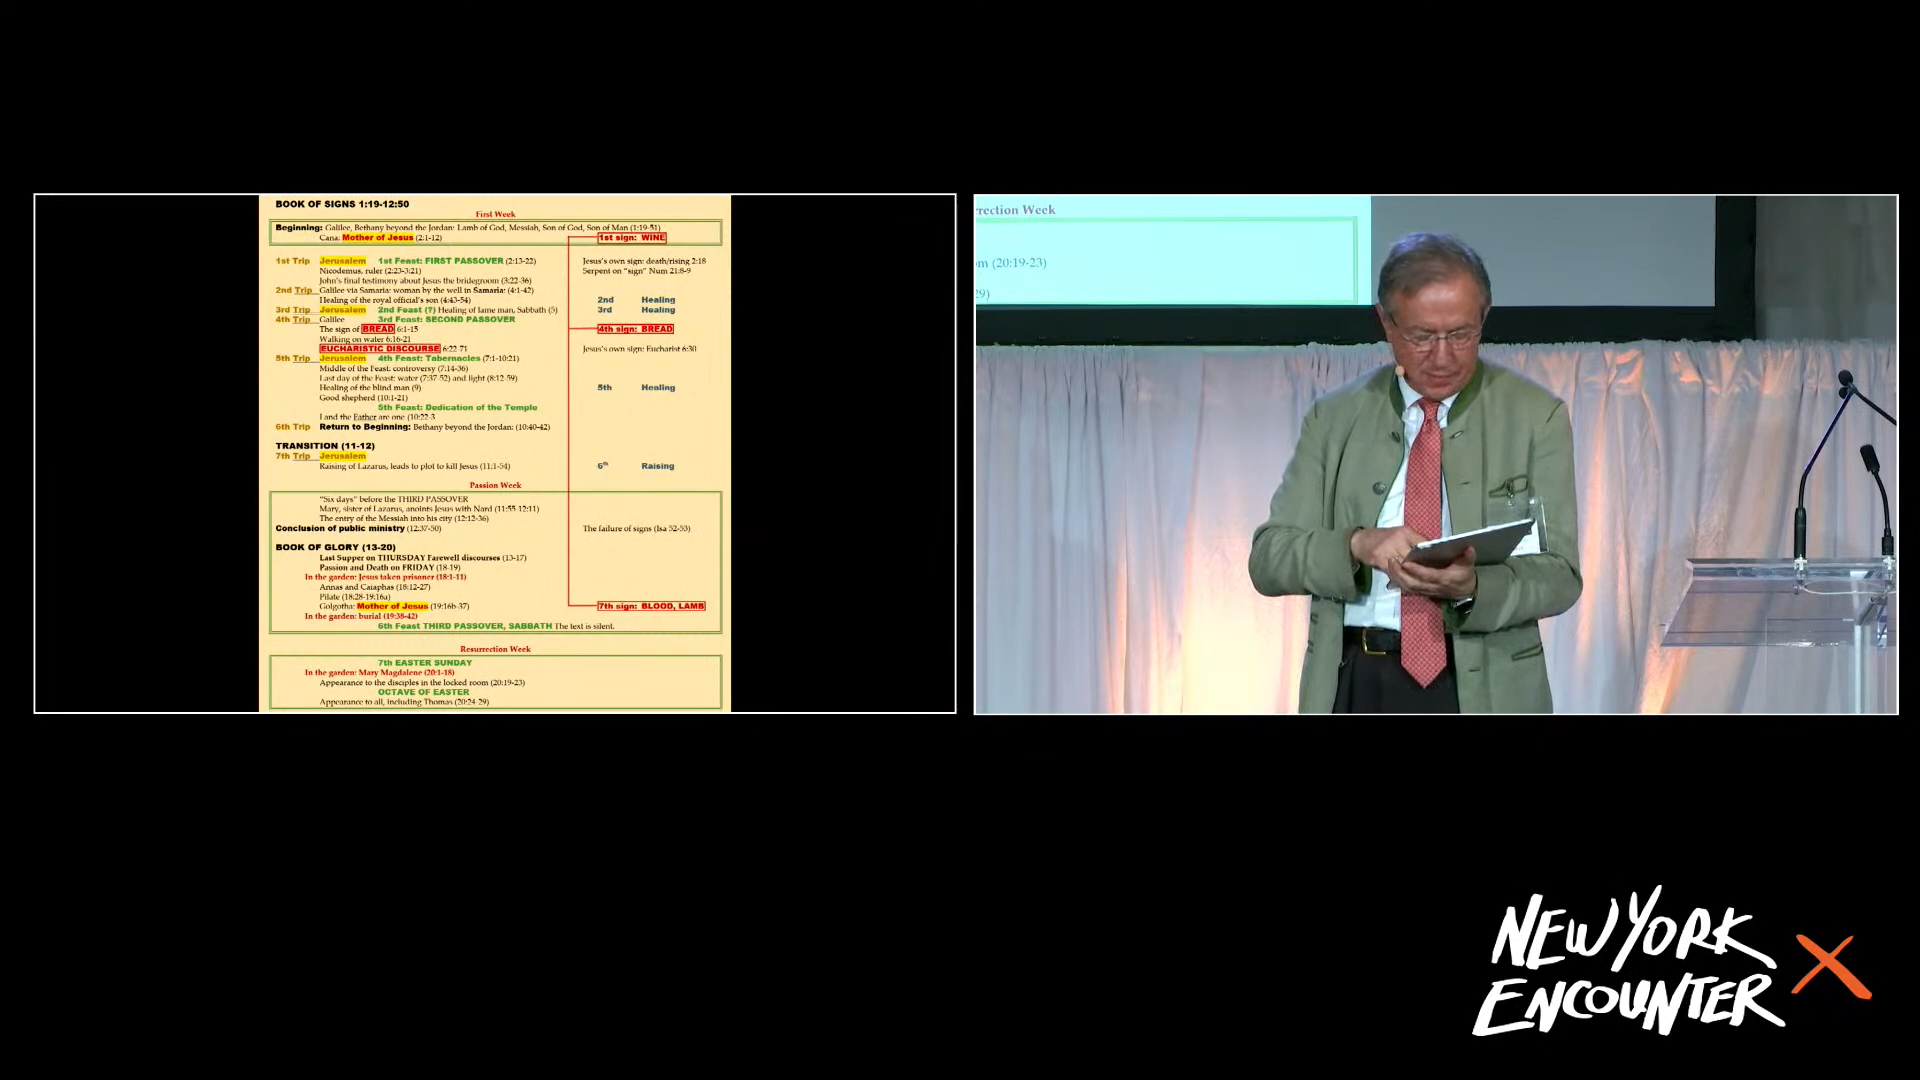 BOOK OF SIGNS 1:19-12:50
First Week
Beginning: Galilee, Bethany beyond the Jordan: Lamb of God, Messiah, Son of God, Son of Man (1:19-51)
Cana: Mother of Jesus (2:1-12) 1st sign: WINE
1st Trip Jerusalem 1st Feast: FIRST PASSOVER (2:13-22) Jesus's own sign: death/rising 2:18
Nicodemus, ruler (2:23-3:21) Serpent on "sign" Num 21:8-9
John's final testimony about Jesus the bridegroom (3:22-36)
2nd Trip Galilee via Samaria: woman by the well in Samaria: (4:1-42)
Healing of the royal official's son (4:43-54) 2nd Healing
3rd Trip Jerusalem 2nd Feast (?) Healing of lame man, Sabbath (5) 3rd Healing
4th Trip Galilee 3rd Feast: SECOND PASSOVER
The sign of BREAD 6:1-15 4th sign: BREAD
Walking on water 6:16-21
EUCHARISTIC DISCOURSE 6:22-71 Jesus's own sign: Eucharist 6:30
5th Trip Jerusalem 4th Feast: Tabernacles (7:1-10:21)
Middle of the Feast: controversy (7:14-36)
Last day of the Feast: water (7:37-52) and light (8:12-59)
Healing of the blind man (9) 5th Healing
Good shepherd (10:1-21)
5th Feast: Dedication of the Temple
I and the Father are one (10:22-3
6th Trip Return to Beginning: Bethany beyond the Jordan: (10:40-42)
TRANSITION (11-12)
7th Trip Jerusalem
Raising of Lazarus, leads to plot to kill Jesus (11:1-54) 6th Raising
Passion Week
"Six days" before the THIRD PASSOVER
Mary, sister of Lazarus, anoints Jesus with Nard (11:55-12:11)
The entry of the Messiah into his city (12:12-36)
Conclusion of public ministry (12:37-50) The failure of signs (Isa 52-53)
BOOK OF GLORY (13-20)
Last Supper on THURSDAY Farewell discourses (13-17)
Passion and Death on FRIDAY (18-19)
In the garden: Jesus taken prisoner (18:1-11)
Annas and Caiaphas (18:12-27)
Pilate (18:28-19:16a)
Golgotha: Mother of Jesus (19:16b-37) 7th sign: BLOOD, LAMB
In the garden: burial (19:38-42)
6th Feast THIRD PASSOVER, SABBATH The text is silent.
Resurrection Week
7th EASTER SUNDAY
In the garden: Mary Magdalene (20:1-18)
Appearance to the disciples in the locked room (20:19-23)
OCTAVE OF EASTER
Appearance to all, including Thomas (20:24-29)
rrection Week
m (20:19-23)
29)
NEW YORK
ENCOUNTER